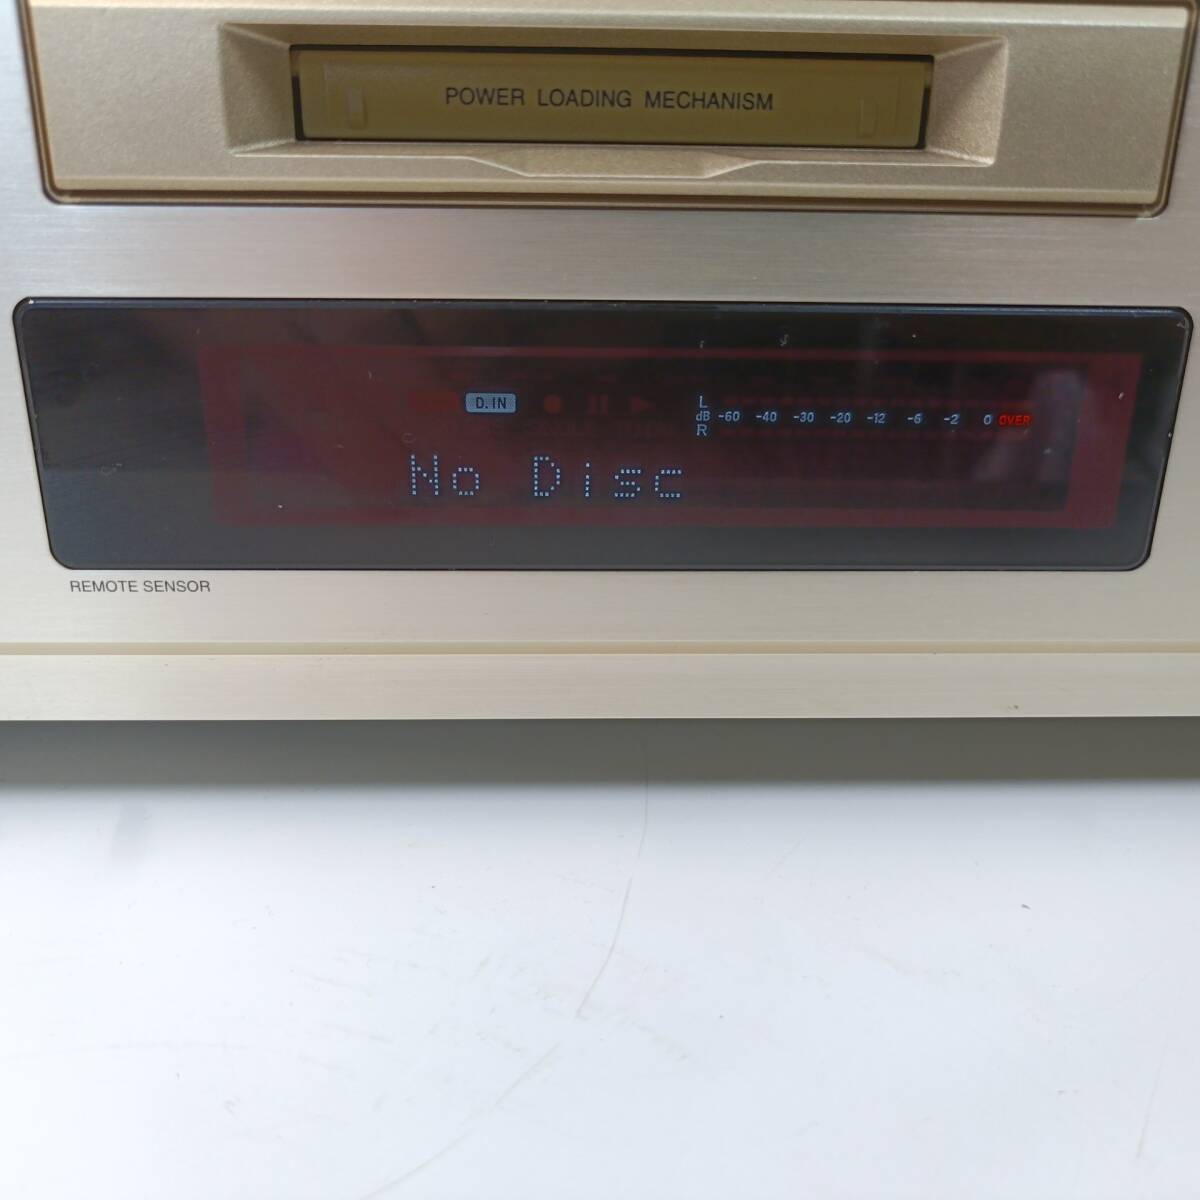 POWER LOADING MECHANISM
D. IN
L
dB -60 -40 -30 -20 -12 -6 -2 0 OVER
R
No Disc
REMOTE SENSOR